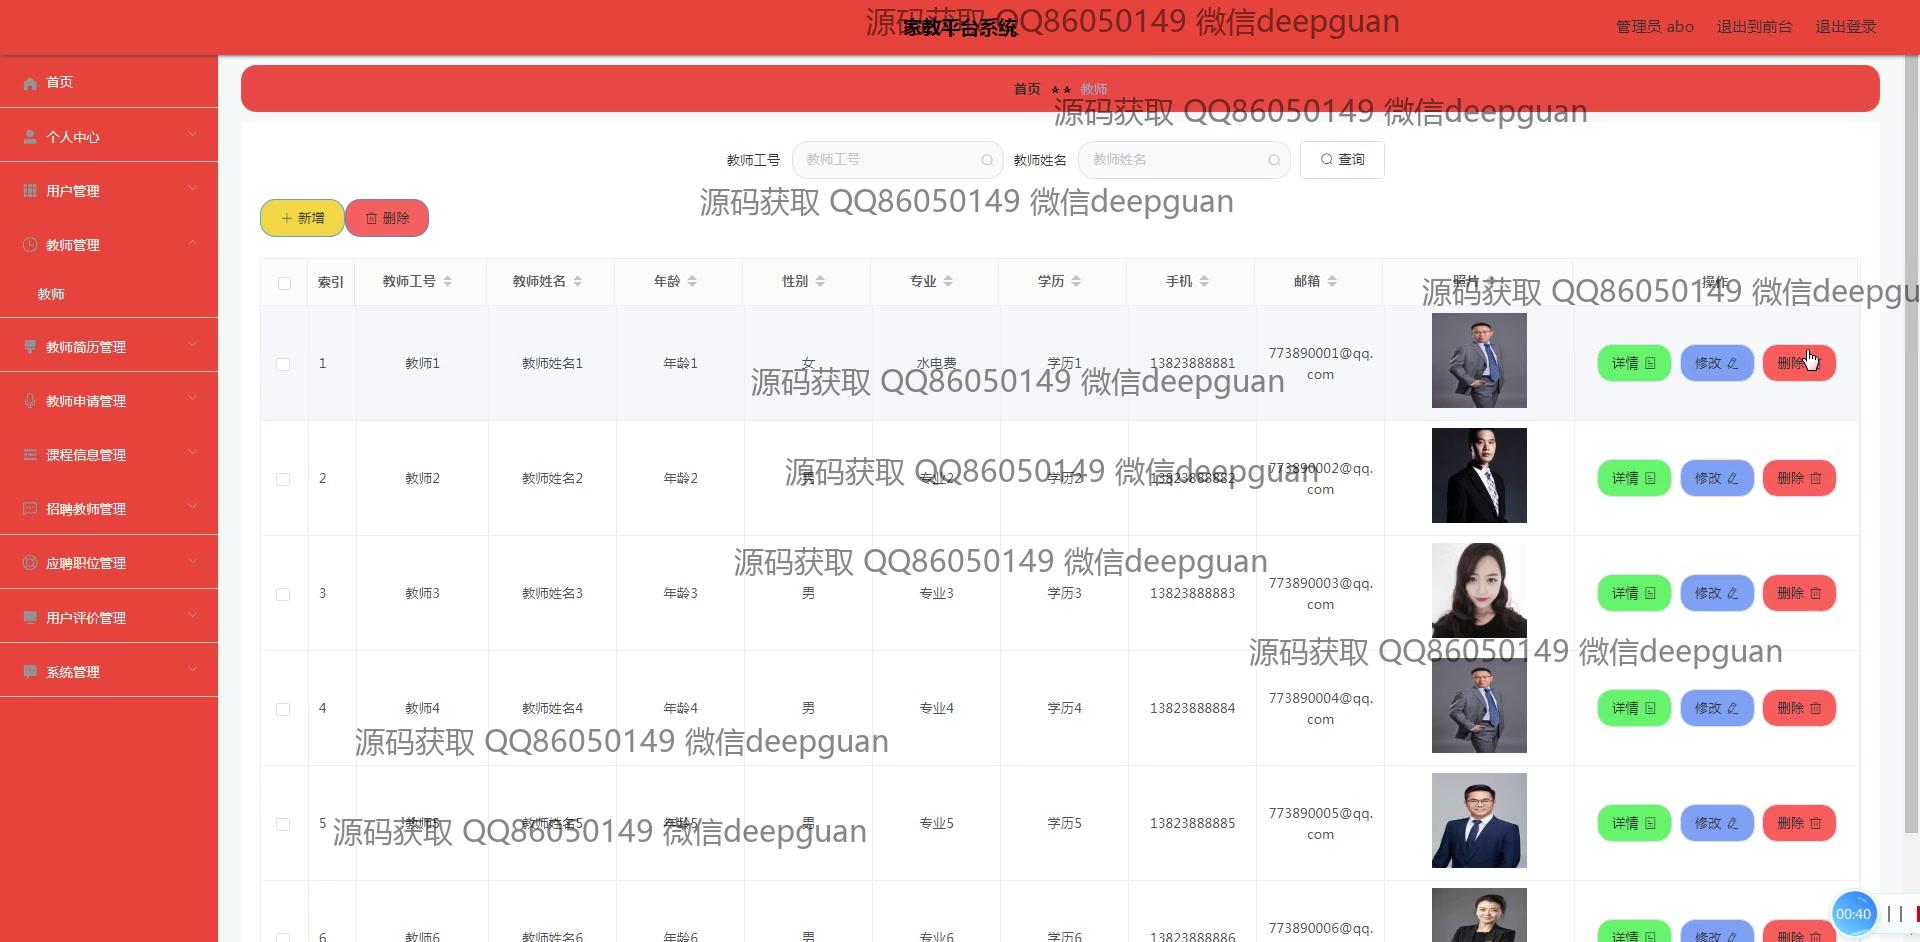 家教平台系统
源码获取 QQ86050149 微信deepguan
管理员 abo 退出到前台 退出登录
首页
个人中心
用户管理
教师管理
教师
教师简历管理
教师申请管理
课程信息管理
招聘教师管理
应聘职位管理
用户评价管理
系统管理
首页 ★★ 教师
源码获取 QQ86050149 微信deepguan
教师工号 教师工号 教师姓名 教师姓名 查询
源码获取 QQ86050149 微信deepguan
新增 删除
索引 教师工号 教师姓名 年龄 性别 专业 学历 手机 邮箱 照片 操作
源码获取 QQ86050149 微信deepgu
1 教师1 教师姓名1 年龄1 女 水电费 学历1 13823888881 773890001@qq.com 详情 修改 删除
源码获取 QQ86050149 微信deepguan
2 教师2 教师姓名2 年龄2 男 专业2 学历2 13823888882 773890002@qq.com 详情 修改 删除
源码获取 QQ86050149 微信deepguan
源码获取 QQ86050149 微信deepguan
3 教师3 教师姓名3 年龄3 男 专业3 学历3 13823888883 773890003@qq.com 详情 修改 删除
源码获取 QQ86050149 微信deepguan
4 教师4 教师姓名4 年龄4 男 专业4 学历4 13823888884 773890004@qq.com 详情 修改 删除
源码获取 QQ86050149 微信deepguan
5 教师5 教师姓名5 年龄5 男 专业5 学历5 13823888885 773890005@qq.com 详情 修改 删除
源码获取 QQ86050149 微信deepguan
6 教师6 教师姓名6 年龄6 男 专业6 学历6 13823888886 773890006@qq. 详情 修改 删除
00:40